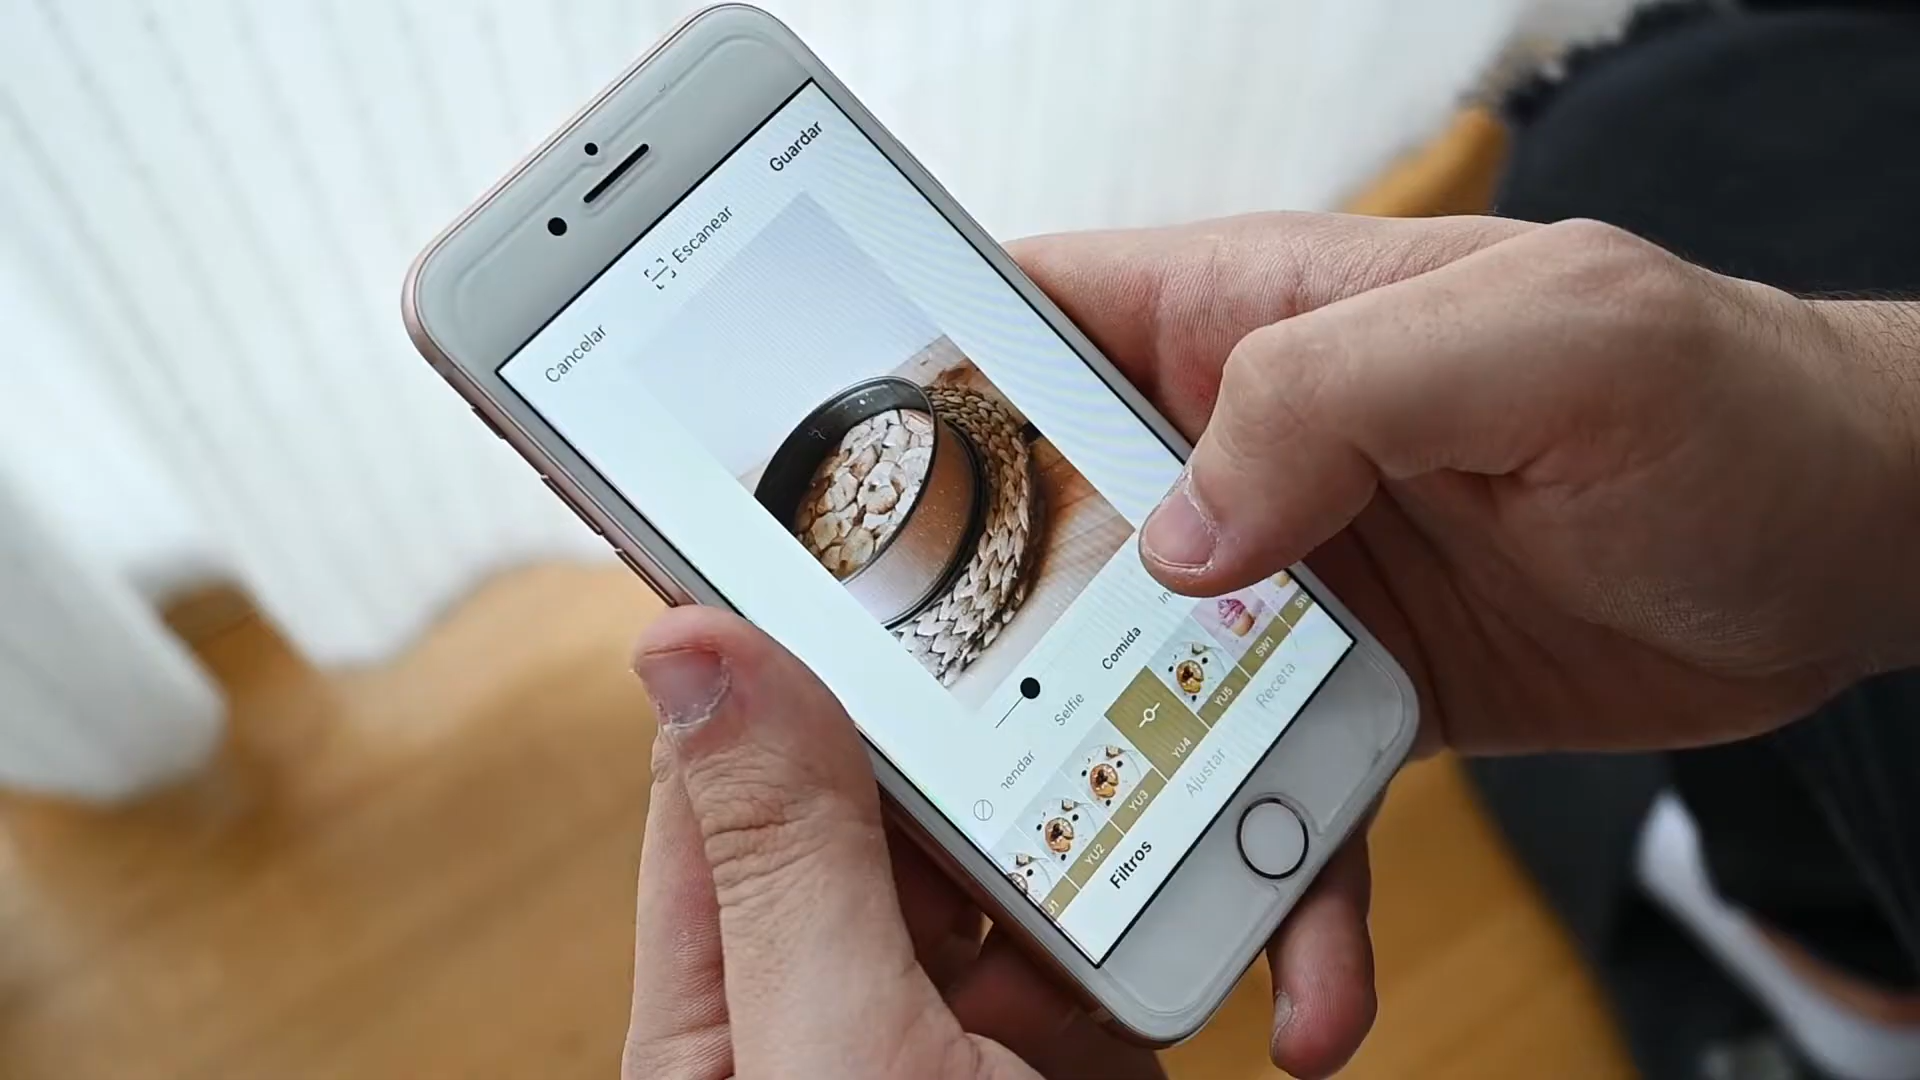 Cancelar
Escanear
Guardar
Selfie
Comida
YU2
YU3
YU4
YU5
SW1
Filtros
Ajustar
Receta